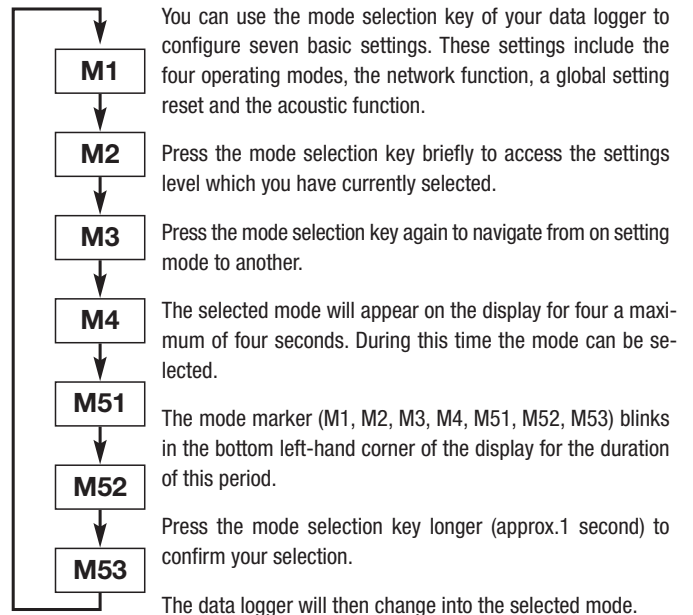 You can use the mode selection key of your data logger to
configure seven basic settings. These settings include the
four operating modes, the network function, a global setting
reset and the acoustic function.
Press the mode selection key briefly to access the settings
level which you have currently selected.
Press the mode selection key again to navigate from on setting
mode to another.
The selected mode will appear on the display for four a maxi-
mum of four seconds. During this time the mode can be se-
lected.
The mode marker (M1, M2, M3, M4, M51, M52, M53) blinks
in the bottom left-hand corner of the display for the duration
of this period.
Press the mode selection key longer (approx.1 second) to
confirm your selection.
The data logger will then change into the selected mode.
M1
M2
M3
M4
M51
M52
M53